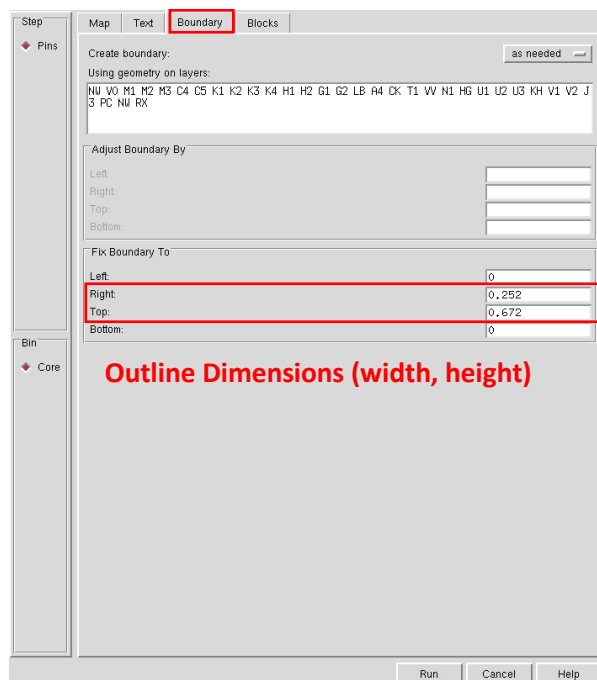 Step
Pins
Map Text Boundary Blocks
Create boundary: as needed
Using geometry on layers:
NW VO M1 M2 M3 C4 C5 K1 K2 K3 K4 H1 H2 G1 G2 LB A4 CK T1 VV N1 HG U1 U2 U3 KH V1 V2 J
3 PC NW RX
Adjust Boundary By
Left:
Right:
Top:
Bottom:
Fix Boundary To
Left: 0
Right: 0.252
Top: 0.672
Bottom: 0
Bin
Core
Outline Dimensions (width, height)
Run Cancel Help